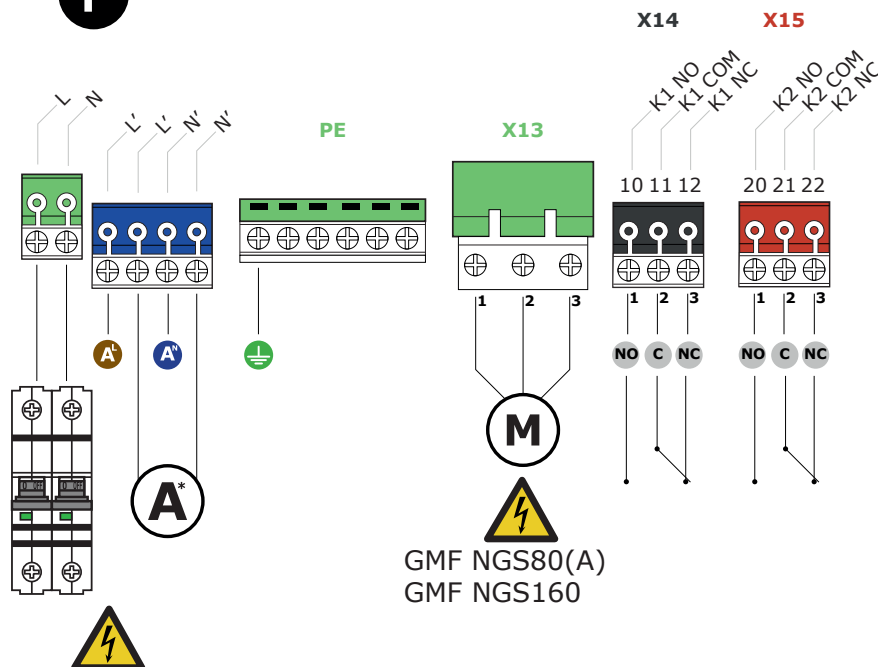 X14 X15
K1 NO K1 COM K1 NC K2 NO K2 COM K2 NC
L N L' L' N' N'
PE X13
10 11 12 20 21 22
1 2 3 1 2 3 1 2 3
A^L A^N NO C NC NO C NC
M
A*
GMF NGS80(A)
GMF NGS160